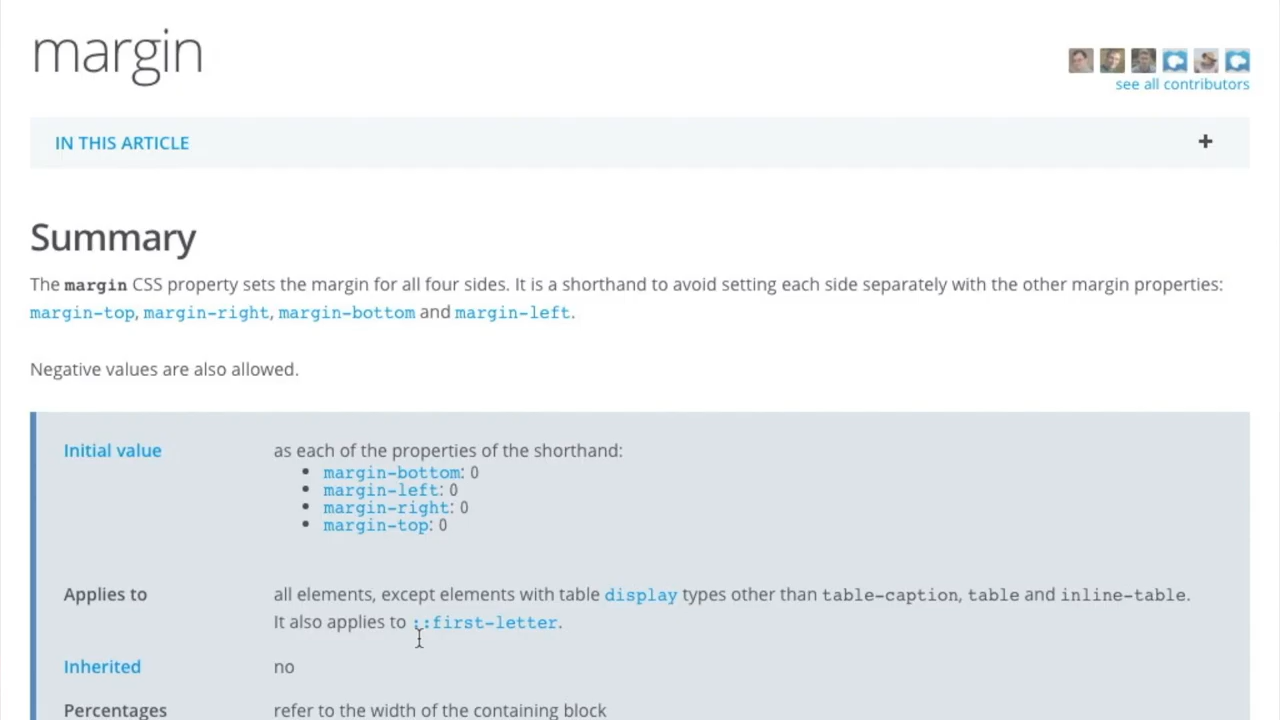 margin
see all contributors
IN THIS ARTICLE
+
Summary
The margin CSS property sets the margin for all four sides. It is a shorthand to avoid setting each side separately with the other margin properties:
margin-top, margin-right, margin-bottom and margin-left.
Negative values are also allowed.
Initial value as each of the properties of the shorthand:
• margin-bottom: 0
• margin-left: 0
• margin-right: 0
• margin-top: 0
Applies to all elements, except elements with table display types other than table-caption, table and inline-table.
It also applies to ::first-letter.
Inherited no
Percentages refer to the width of the containing block